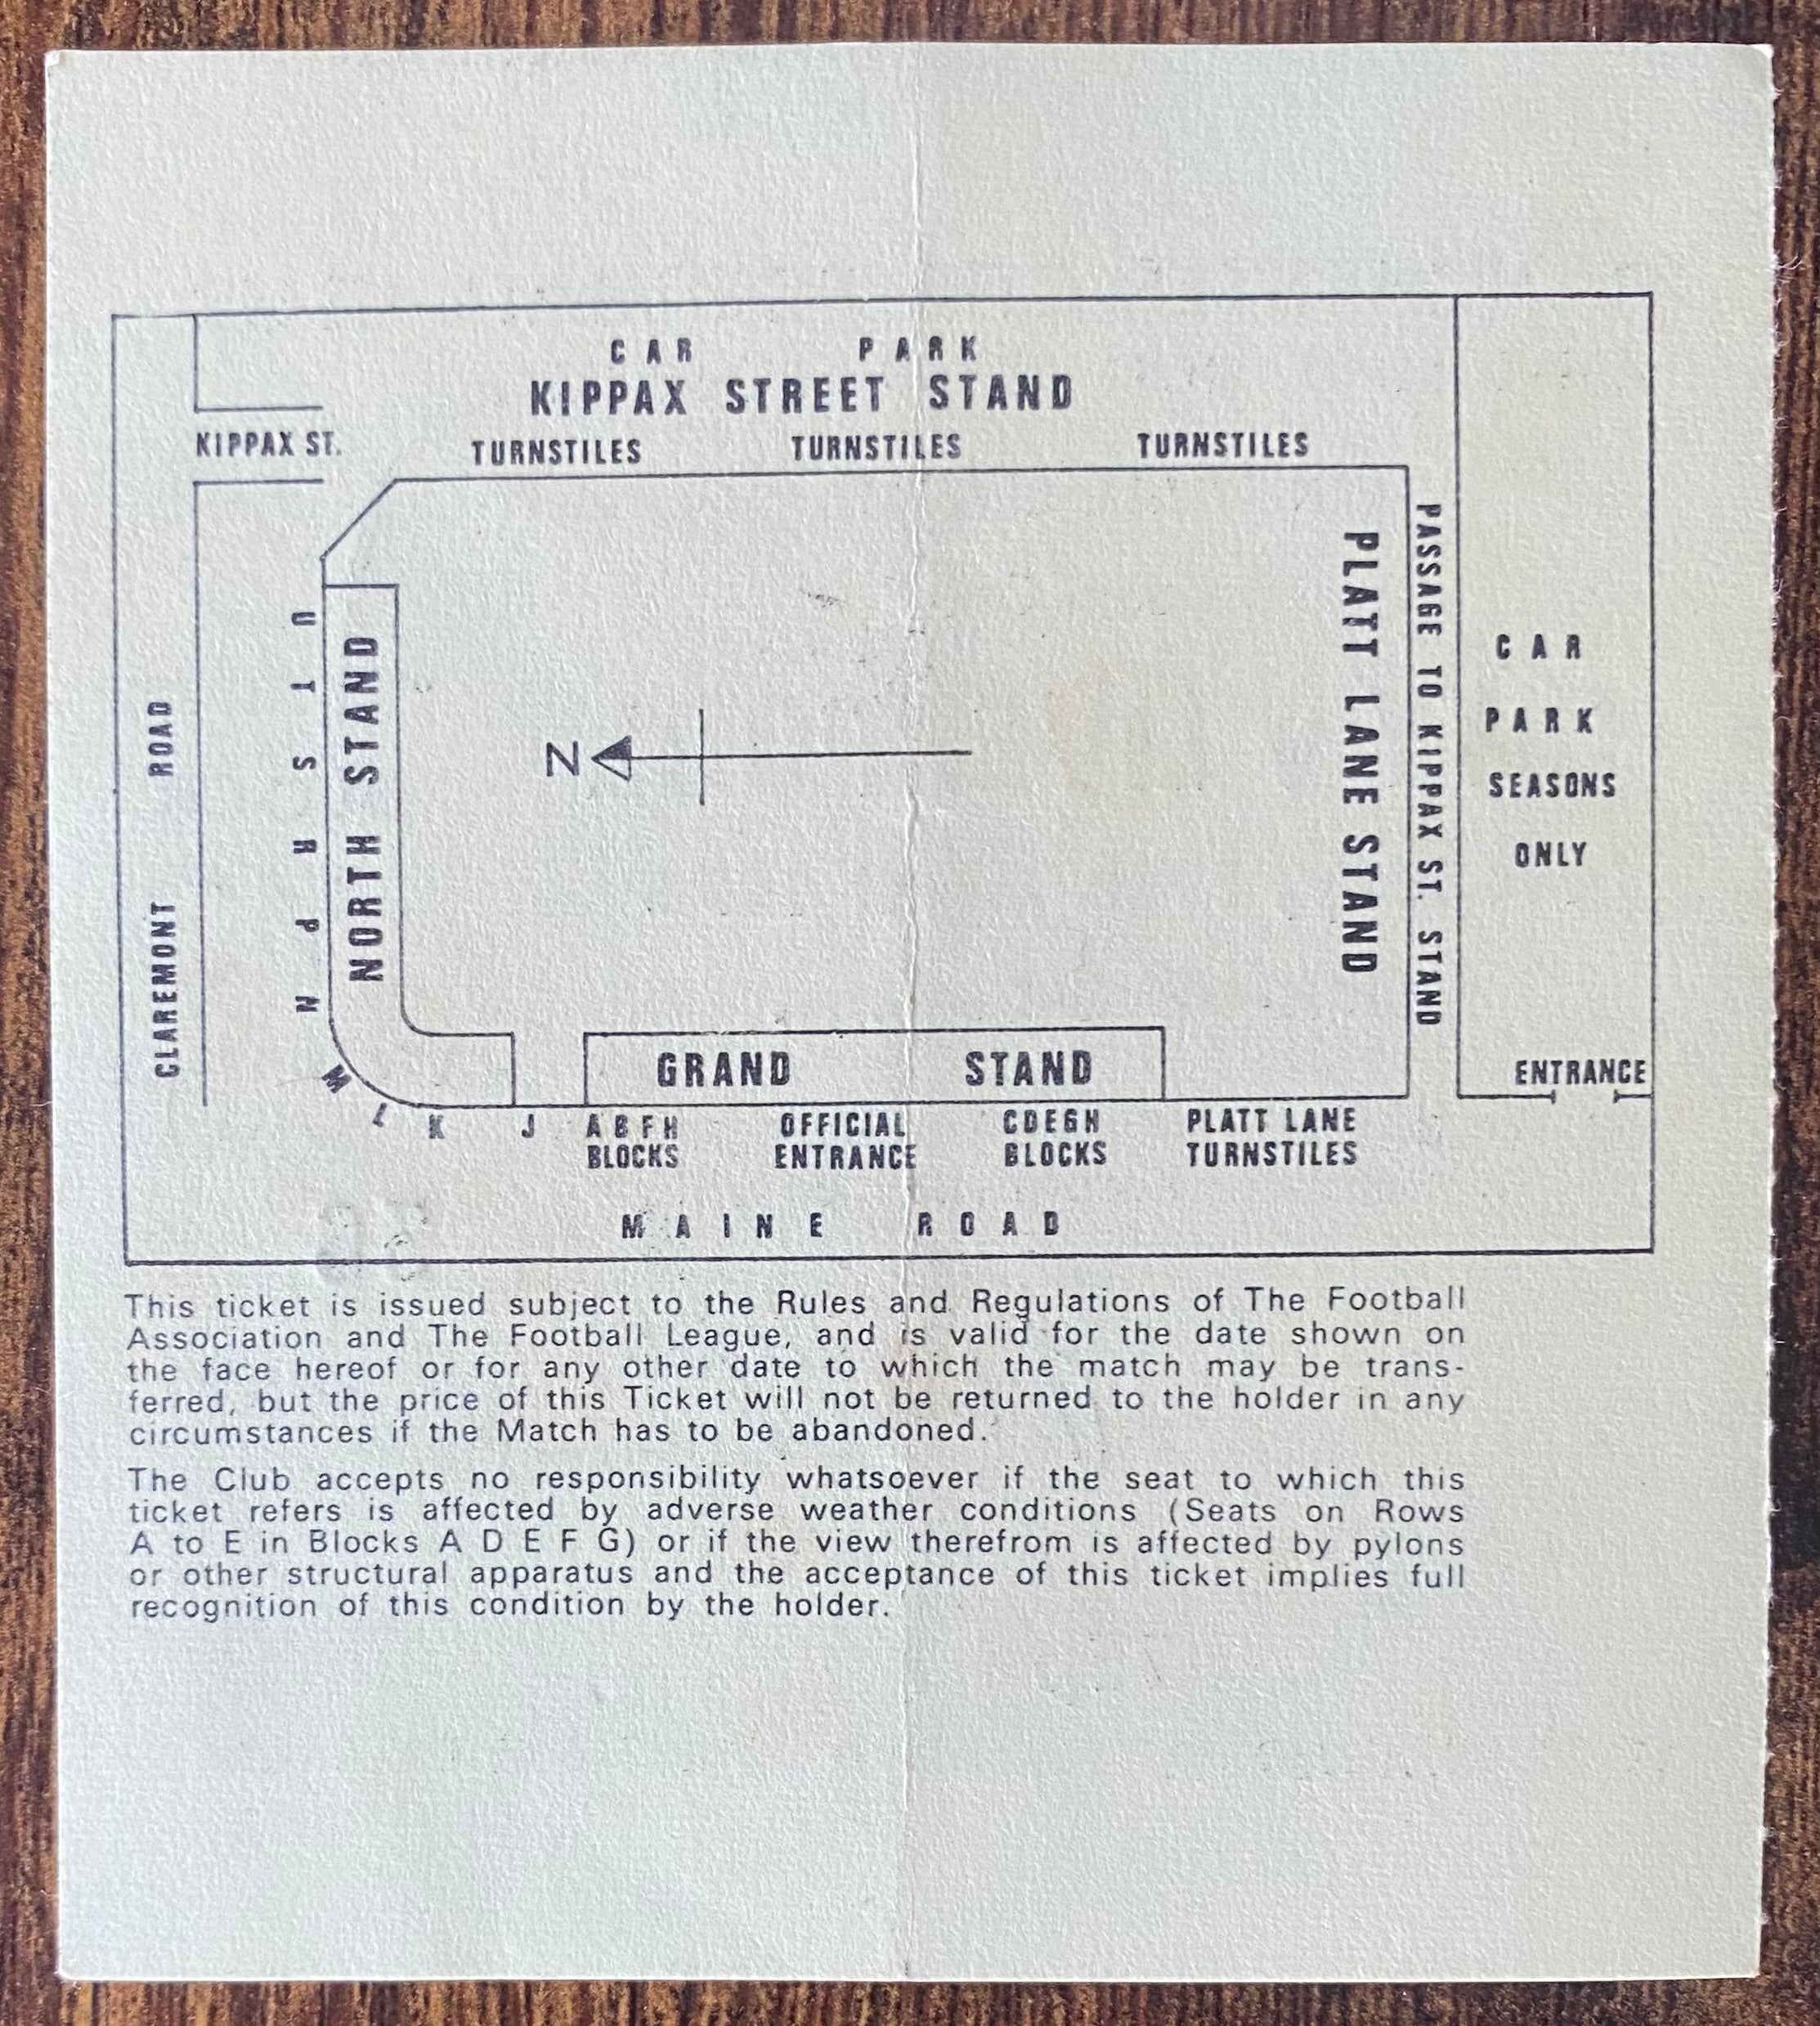 CAR PARK
KIPPAX STREET STAND
KIPPAX ST.
TURNSTILES TURNSTILES TURNSTILES
CLAREMONT ROAD
U
T
S
R
P
N
M
L
K
J
NORTH STAND
N
PLATT LANE STAND
PASSAGE TO KIPPAX ST. STAND
CAR
PARK
SEASONS
ONLY
ENTRANCE
GRAND STAND
A B F H
BLOCKS
OFFICIAL
ENTRANCE
C D E G H
BLOCKS
PLATT LANE
TURNSTILES
MAINE ROAD
This ticket is issued subject to the Rules and Regulations of The Football
Association and The Football League, and is valid for the date shown on
the face hereof or for any other date to which the match may be trans-
ferred, but the price of this Ticket will not be returned to the holder in any
circumstances if the Match has to be abandoned.
The Club accepts no responsibility whatsoever if the seat to which this
ticket refers is affected by adverse weather conditions (Seats on Rows
A to E in Blocks A D E F G) or if the view therefrom is affected by pylons
or other structural apparatus and the acceptance of this ticket implies full
recognition of this condition by the holder.